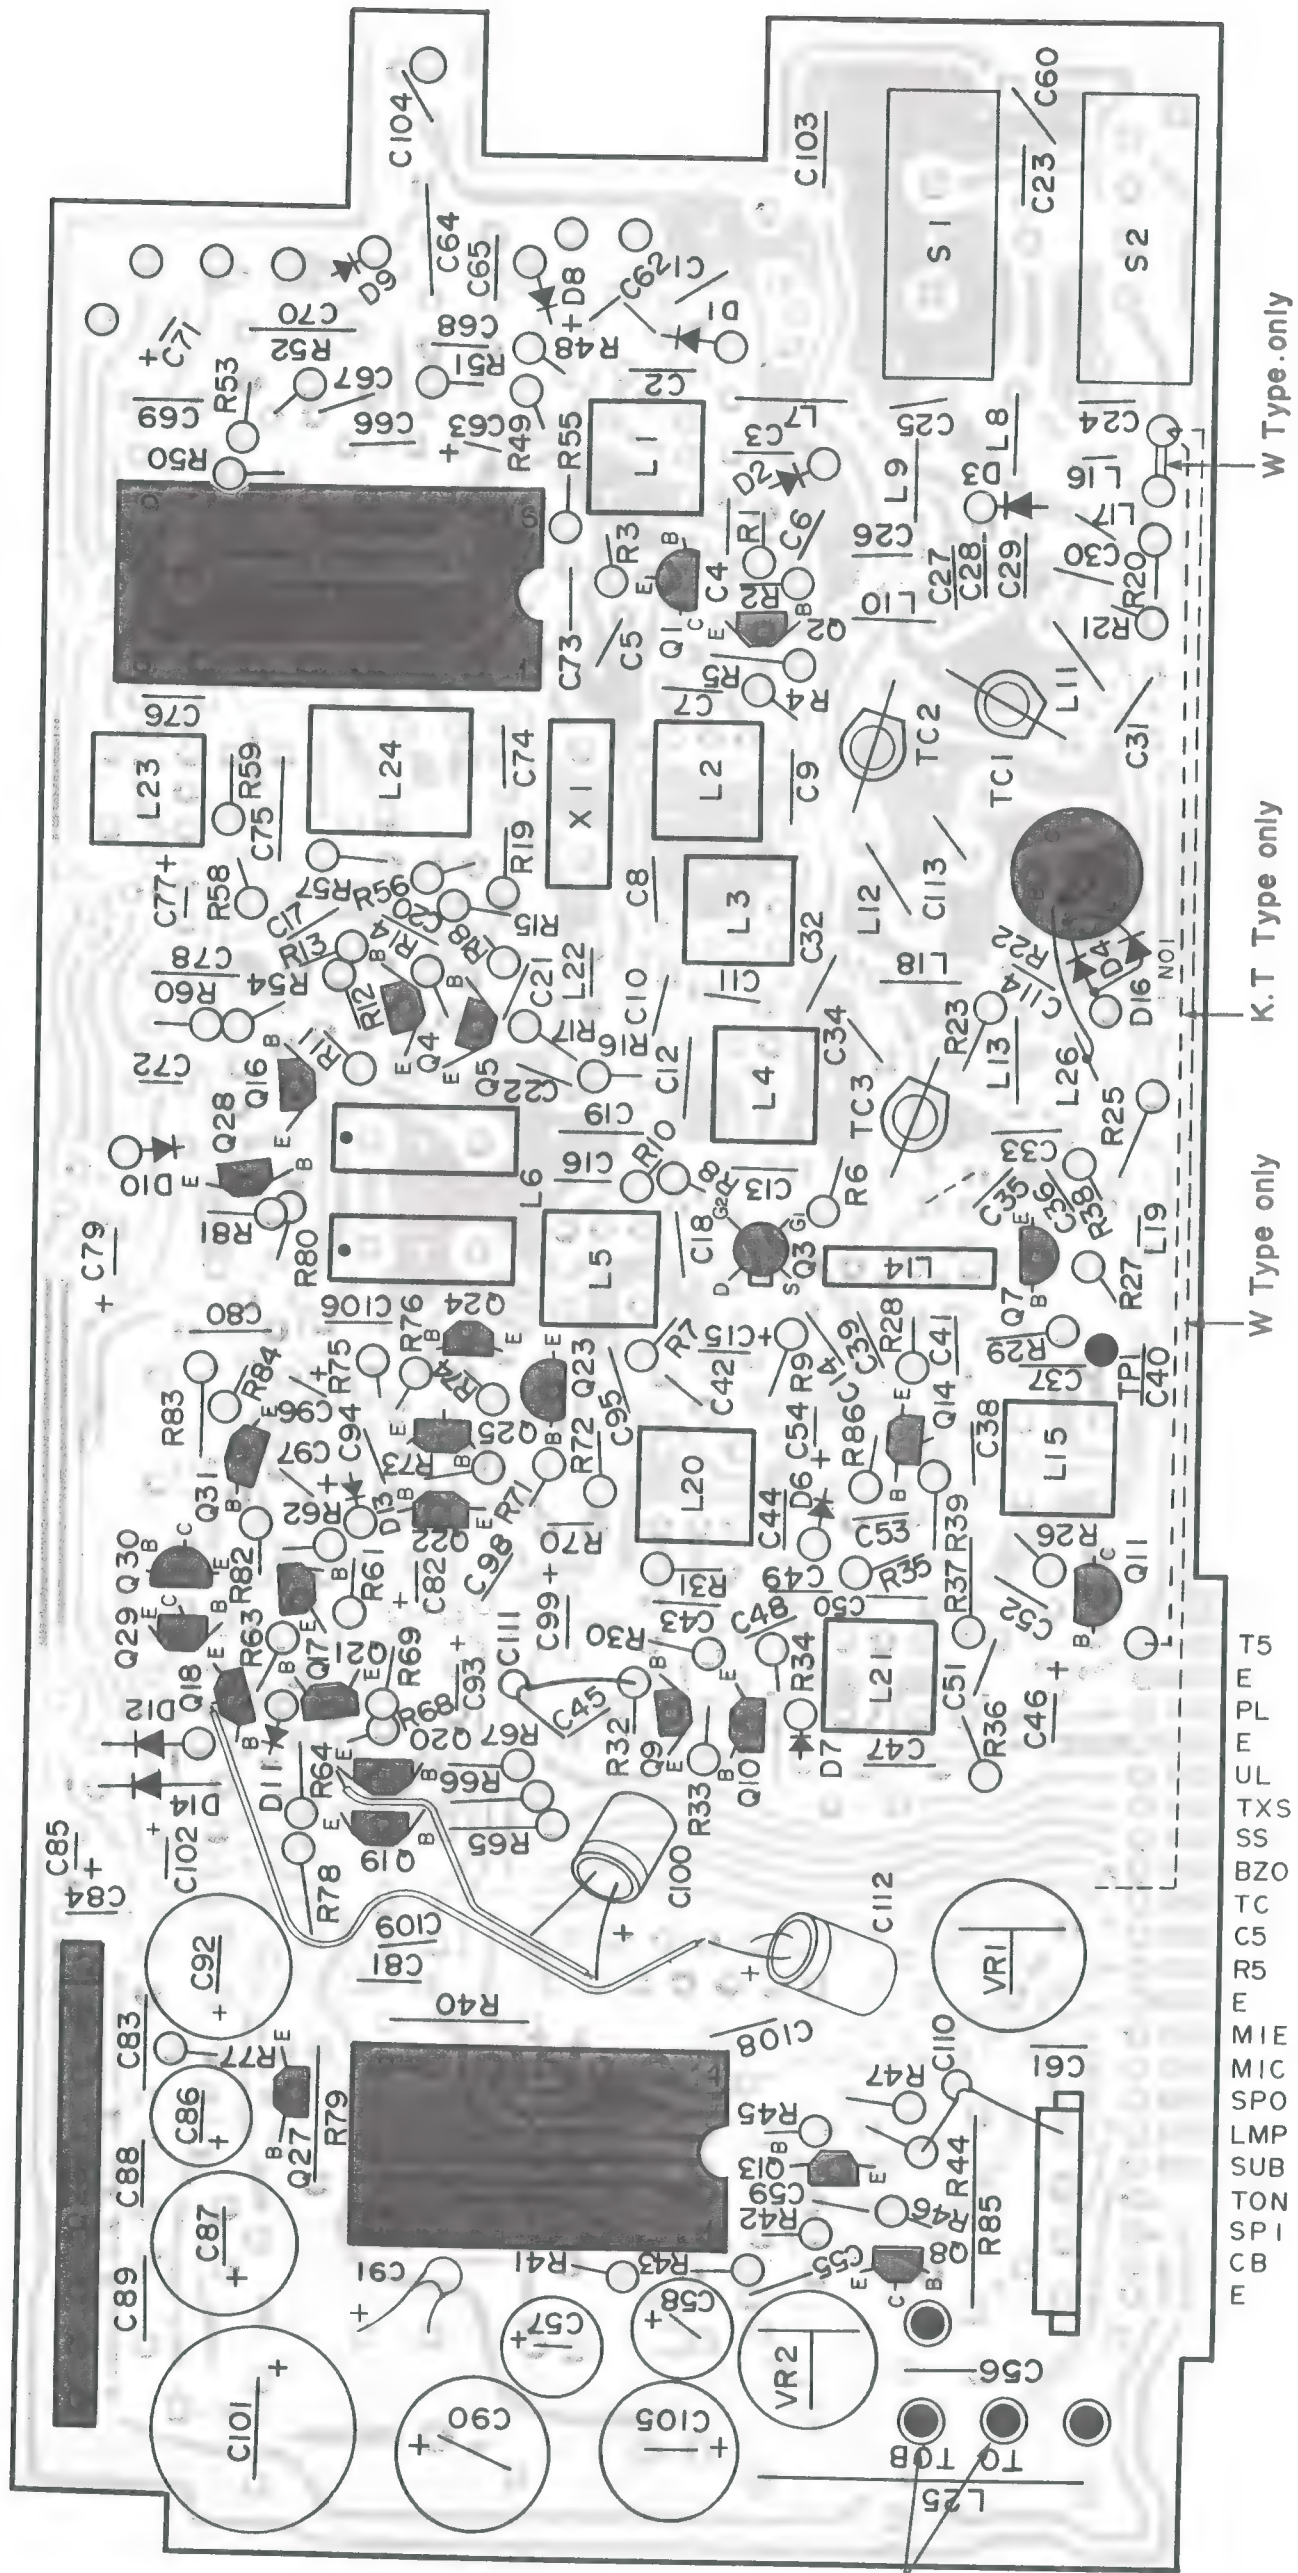 C104
C60
C103
C23
S1
S2
C64
C65
D9
D8
+
C62
C1
D1
C71
+
C70
R52
C68
R51
R48
C2
R53
C67
C69
C66
+
C63
R49
R55
R50
L1
L7
C3
D2
C25
L9
L8
D3
C24
L16
L17
W Type.only
9
R3
B
E
C
Q1
C4
R1
C6
R2
B
E
Q2
C26
L10
C27
C28
C29
C30
R20
R21
1
C73
C5
R5
C7
R4
C76
L23
R59
C75
L24
C74
X1
L2
C9
TC2
TC1
L11
C31
C77+
R58
R57
R59
R19
C8
L3
C32
L12
C113
C17
R13
R14
C20
R18
R15
C78
R60
R54
R12
B
B
Q4
E
Q5
E
C21
L22
R17
R16
C10
C11
L18
R22
C114
D4
D16
NO1
K.T Type only
C72
Q16
B
E
R11
C22
C12
L4
C34
TC3
R23
L13
L26
R25
D10
Q28
E
B
C19
C16
R10
R8
C13
R6
C33
C35
C36
R38
C79
+
R81
R80
L6
L5
C18
G2
G1
D
S
Q3
L14
E
Q7
B
R27
L19
W Type only
C80
C106
R76
Q24
B
E
R83
R84
C96
+
R75
R74
E
Q23
B
R7
C15
+
C42
R9
C14
C39
R28
C41
R29
C37
TP1
C40
Q31
E
B
C97
C94
+
R73
Q25
E
B
R72
C95
L20
C54
+
R86
E
Q14
B
C38
L15
R62
D13
Q22
B
E
R71
R70
C44
D6
C53
R39
R26
Q30
B
C
E
R82
R61
+
C82
C98
R31
C49
R35
C50
R37
C52
C
Q11
B
Q29
E
C
B
R63
Q17
E
Q21
E
R69
C93
+
C99
+
C111
C43
C48
R30
R34
L21
C51
C46
+
Q18
E
B
D12
R98
Q20
E
B
R67
C45
R32
B
Q9
E
E
Q10
B
D7
C47
R36
D14
D11
R64
R66
R65
R33
C85
+
C84
C102
+
R78
E
Q19
B
C100
+
C112
+
C92
+
C109
C81
VR1
T5
E
PL
E
UL
TXS
SS
BZO
TC
C5
R5
E
MIE
MIC
SPO
LMP
SUB
TON
SPI
CB
E
C83
R77
E
Q27
B
C86
+
R79
R40
C108
R47
C110
C61
C88
R45
B
Q13
E
C59
R44
R42
R46
R85
C87
+
C89
C91
+
R41
R43
C55
E
Q8
C
B
C57
+
C58
+
VR2
C56
C101
+
C90
+
C105
+
TOB
TO
L25